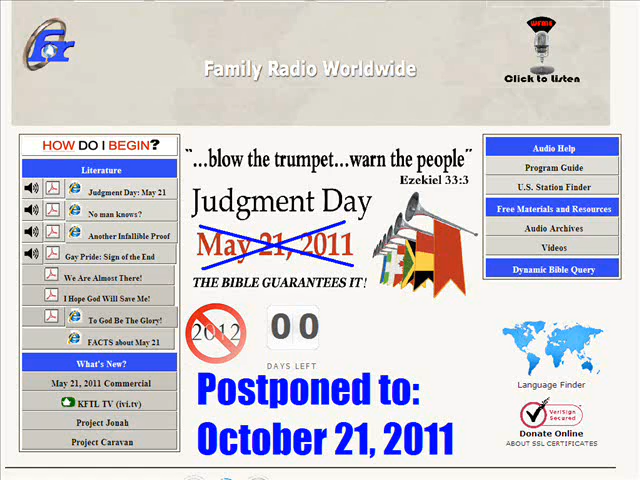 Fr
Family Radio Worldwide
WFME
Click to Listen
HOW DO I BEGIN?
Literature
Judgment Day: May 21
No man knows?
Another Infallible Proof
Gay Pride: Sign of the End
We Are Almost There!
I Hope God Will Save Me!
To God Be The Glory!
FACTS about May 21
What's New?
May 21, 2011 Commercial
KFTL TV (ivi.tv)
Project Jonah
Project Caravan
“...blow the trumpet...warn the people”
Ezekiel 33:3
Judgment Day
May 21, 2011
THE BIBLE GUARANTEES IT!
2012
00
DAYS LEFT
Postponed to:
October 21, 2011
Audio Help
Program Guide
U.S. Station Finder
Free Materials and Resources
Audio Archives
Videos
Dynamic Bible Query
Language Finder
VeriSign
Secured
Donate Online
ABOUT SSL CERTIFICATES